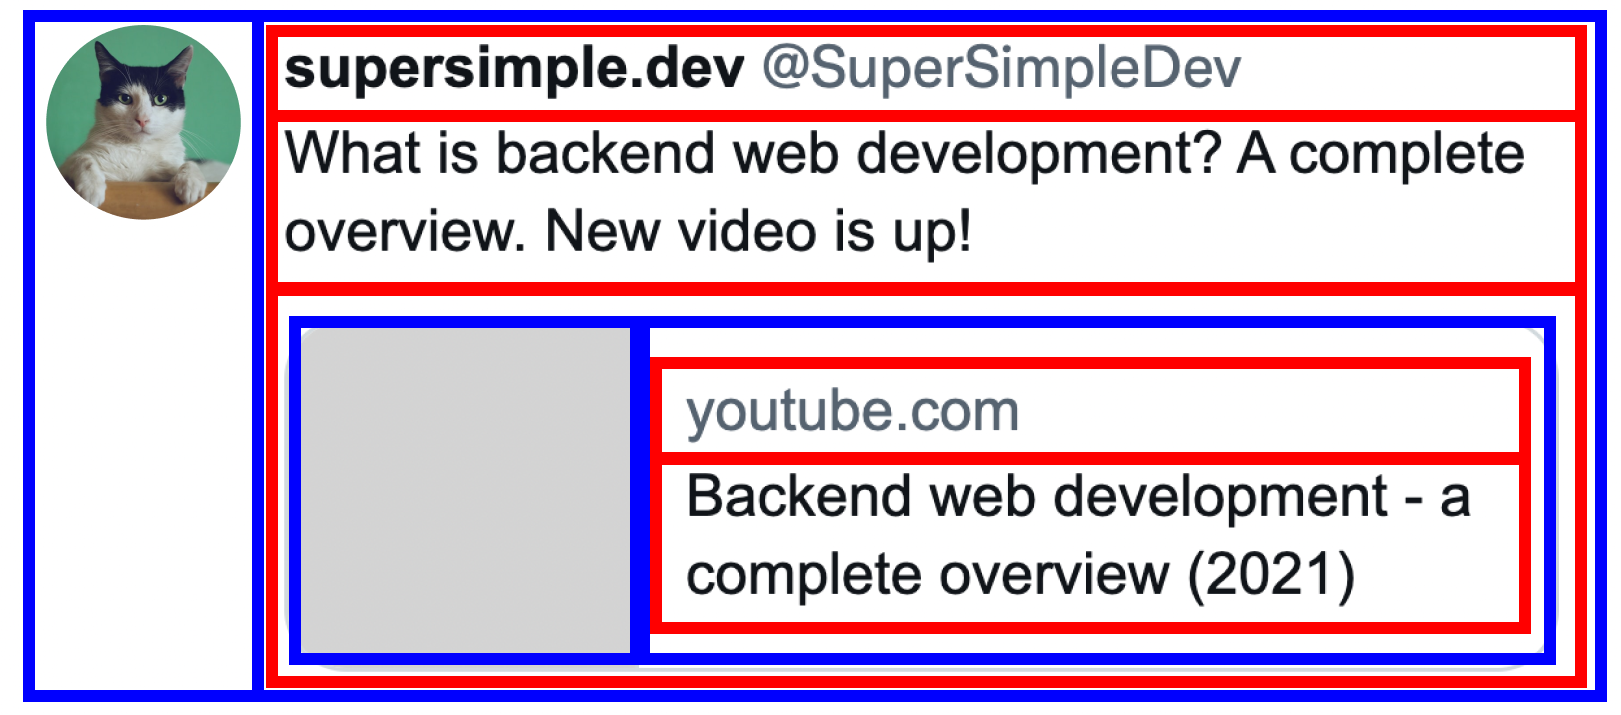 supersimple.dev @SuperSimpleDev
What is backend web development? A complete
overview. New video is up!
youtube.com
Backend web development - a
complete overview (2021)